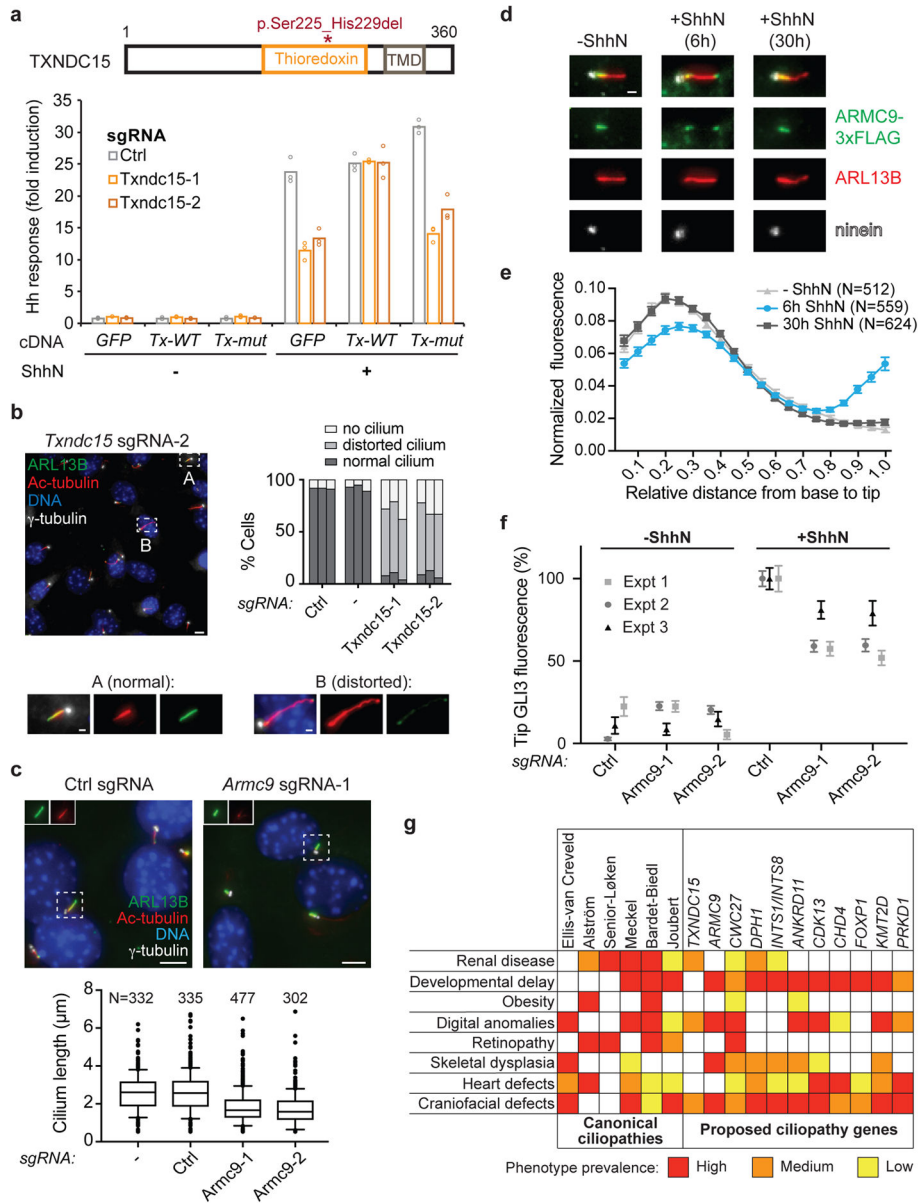 a
p.Ser225_His229del
1
*
360
TXNDC15
Thioredoxin
TMD
Hh response (fold induction)
35
30
25
20
15
10
5
0
sgRNA
Ctrl
Txndc15-1
Txndc15-2
cDNA
GFP Tx-WT Tx-mut GFP Tx-WT Tx-mut
ShhN
- +
b
Txndc15 sgRNA-2
ARL13B
Ac-tubulin
DNA
γ-tubulin
A
B
no cilium
distorted cilium
normal cilium
% Cells
100
50
0
sgRNA:
Ctrl
-
Txndc15-1
Txndc15-2
A (normal):
B (distorted):
c
Ctrl sgRNA
Armc9 sgRNA-1
ARL13B
Ac-tubulin
DNA
γ-tubulin
Cilium length (μm)
8
6
4
2
0
N=332 335 477 302
sgRNA:
-
Ctrl
Armc9-1
Armc9-2
d
-ShhN
+ShhN
(6h)
+ShhN
(30h)
ARMC9-
3xFLAG
ARL13B
ninein
e
Normalized fluorescence
0.10
0.08
0.06
0.04
0.02
0.00
- ShhN (N=512)
6h ShhN (N=559)
30h ShhN (N=624)
0.1 0.2 0.3 0.4 0.5 0.6 0.7 0.8 0.9 1.0
Relative distance from base to tip
f
-ShhN
+ShhN
Tip GLI3 fluorescence (%)
100
50
0
Expt 1
Expt 2
Expt 3
sgRNA:
Ctrl
Armc9-1
Armc9-2
Ctrl
Armc9-1
Armc9-2
g
Ellis-van Creveld
Alström
Senior-Løken
Meckel
Bardet-Biedl
Joubert
TXNDC15
ARMC9
CWC27
DPH1
INTS1/INTS8
ANKRD11
CDK13
CHD4
FOXP1
KMT2D
PRKD1
Renal disease
Developmental delay
Obesity
Digital anomalies
Retinopathy
Skeletal dysplasia
Heart defects
Craniofacial defects
Canonical
ciliopathies
Proposed ciliopathy genes
Phenotype prevalence:
High
Medium
Low